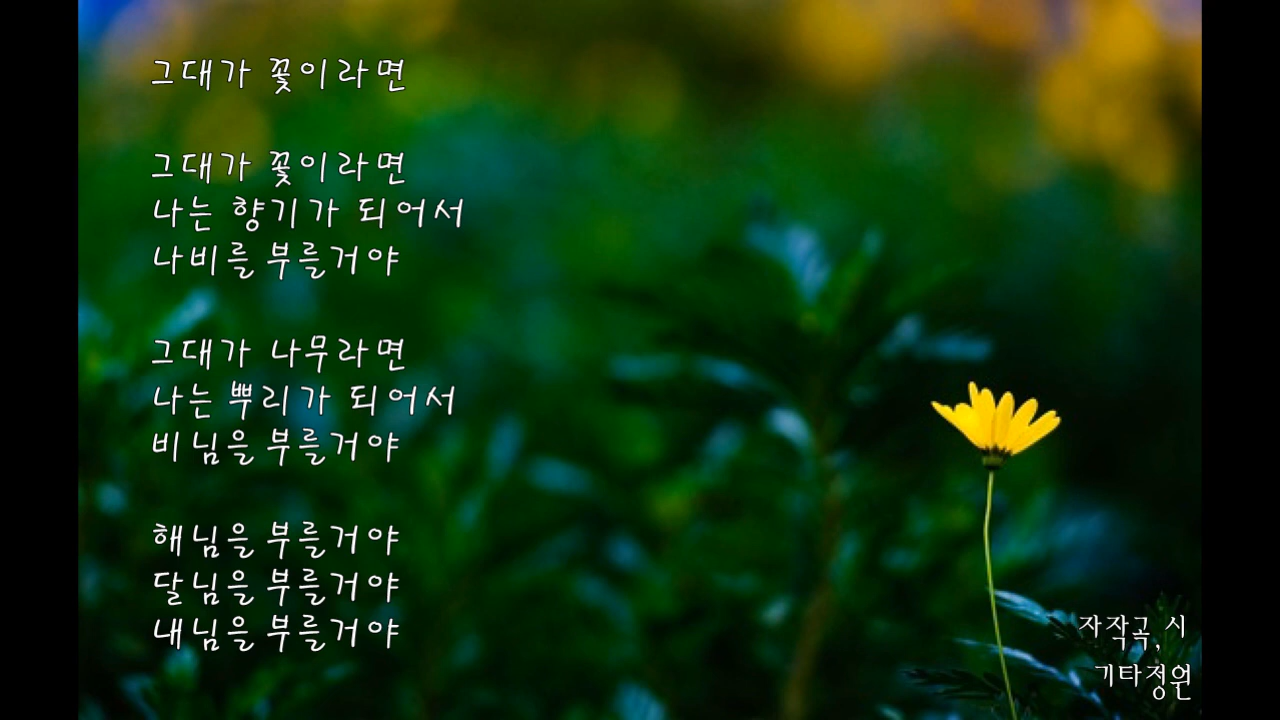 그대가 꽃이라면
그대가 꽃이라면
나는 향기가 되어서
나비를 부를거야
그대가 나무라면
나는 뿌리가 되어서
비님을 부를거야
해님을 부를거야
달님을 부를거야
내님을 부를거야
자작곡, 시
기타정원